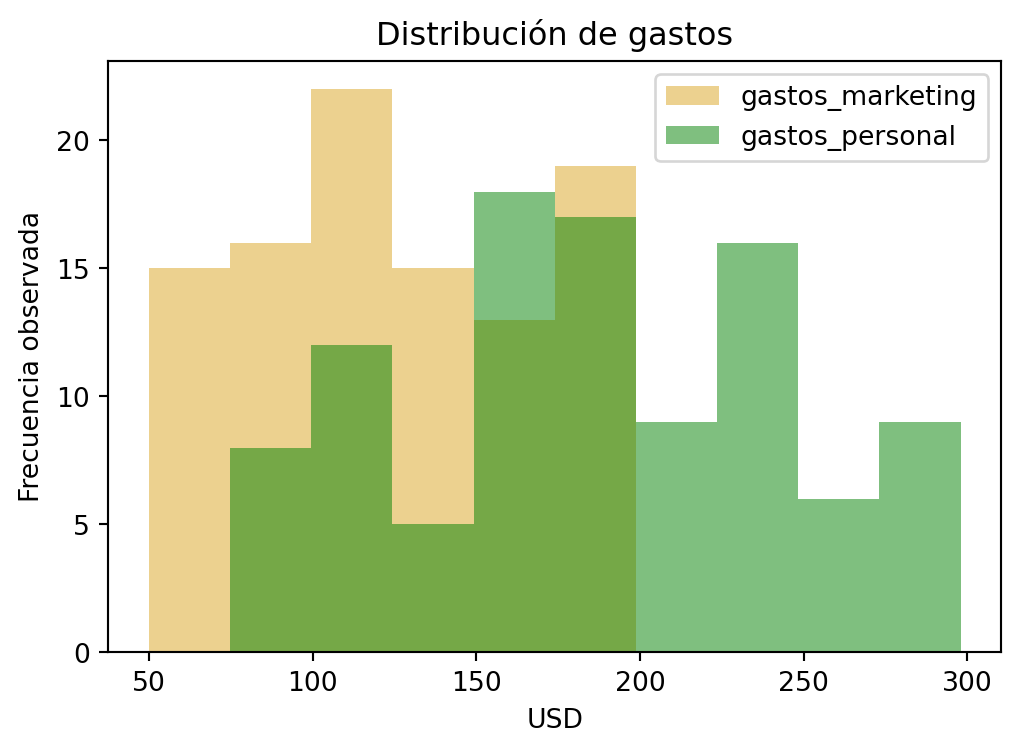 Distribución de gastos
gastos_marketing
gastos_personal
Frecuencia observada
20
15
10
5
0
50
100
150
200
250
300
USD